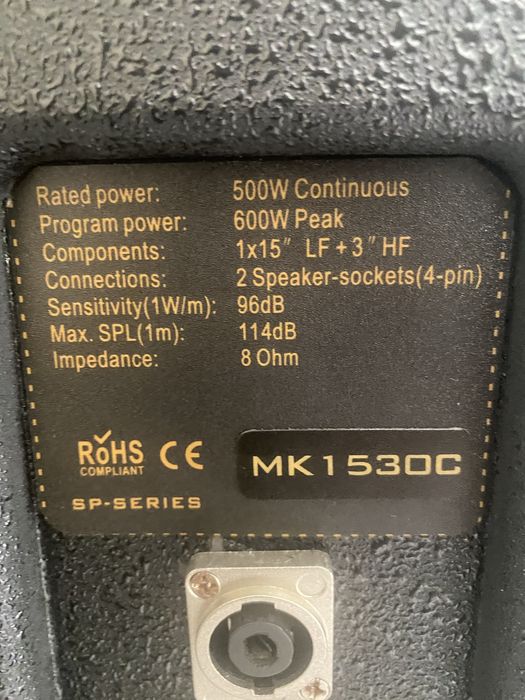 Rated power: 500W Continuous
Program power: 600W Peak
Components: 1x15″ LF + 3″ HF
Connections: 2 Speaker-sockets(4-pin)
Sensitivity(1W/m): 96dB
Max. SPL(1m): 114dB
Impedance: 8 Ohm
RoHS
COMPLIANT
CE
MK1530C
SP-SERIES